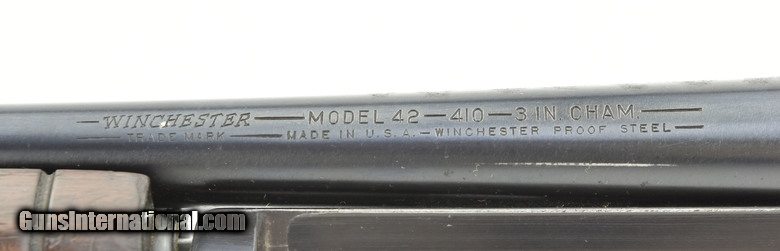 WINCHESTER — MODEL 42 — 410 — 3 IN. CHAM.
TRADE MARK — MADE IN U.S.A. — WINCHESTER PROOF STEEL
GunsInternational.com